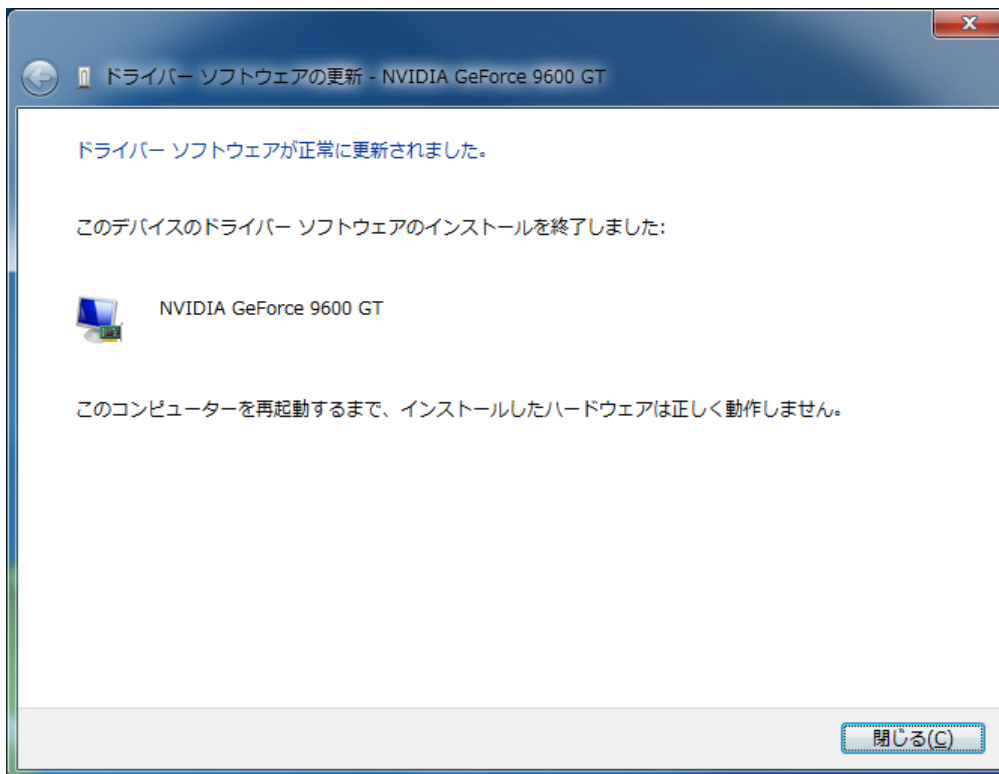 ドライバー ソフトウェアの更新 - NVIDIA GeForce 9600 GT
ドライバー ソフトウェアが正常に更新されました。
このデバイスのドライバー ソフトウェアのインストールを終了しました:
NVIDIA GeForce 9600 GT
このコンピューターを再起動するまで、インストールしたハードウェアは正しく動作しません。
閉じる(C)